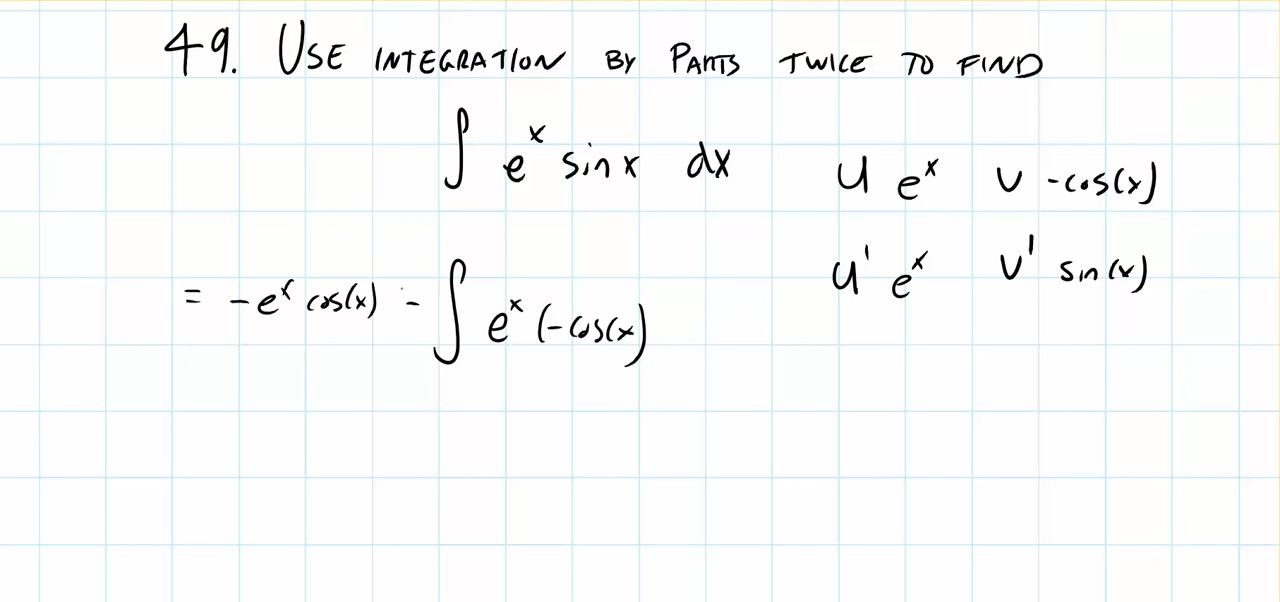 49. USE INTEGRATION BY PARTS TWICE TO FIND
∫ e^x sin x dx
u e^x v -cos(x)
u' e^x v' sin(x)
= -e^x cos(x) - ∫ e^x (-cos(x)